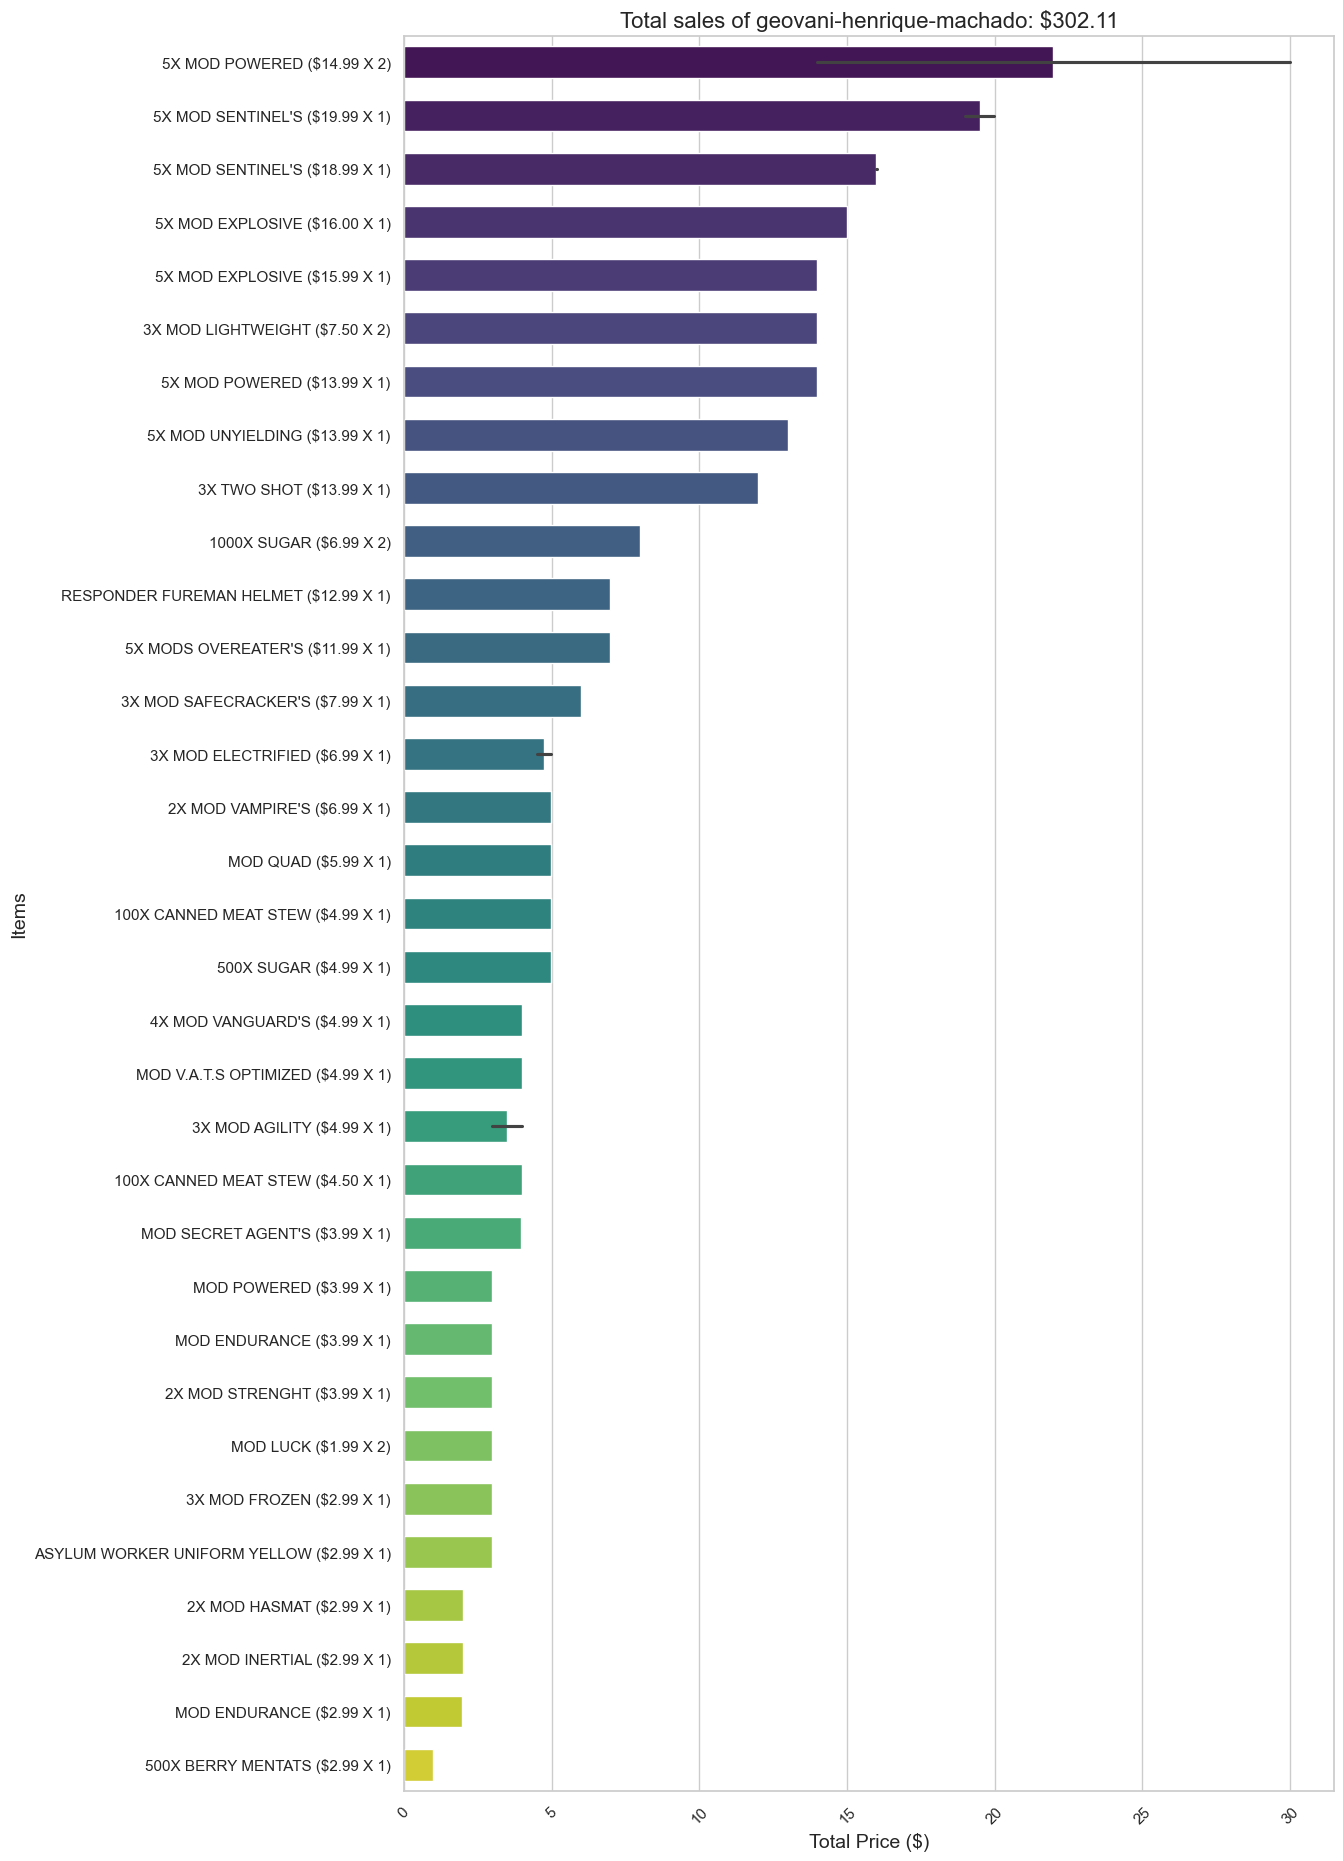 Total sales of geovani-henrique-machado: $302.11
5X MOD POWERED ($14.99 X 2)
5X MOD SENTINEL'S ($19.99 X 1)
5X MOD SENTINEL'S ($18.99 X 1)
5X MOD EXPLOSIVE ($16.00 X 1)
5X MOD EXPLOSIVE ($15.99 X 1)
3X MOD LIGHTWEIGHT ($7.50 X 2)
5X MOD POWERED ($13.99 X 1)
5X MOD UNYIELDING ($13.99 X 1)
3X TWO SHOT ($13.99 X 1)
1000X SUGAR ($6.99 X 2)
RESPONDER FUREMAN HELMET ($12.99 X 1)
5X MODS OVEREATER'S ($11.99 X 1)
3X MOD SAFECRACKER'S ($7.99 X 1)
3X MOD ELECTRIFIED ($6.99 X 1)
2X MOD VAMPIRE'S ($6.99 X 1)
MOD QUAD ($5.99 X 1)
100X CANNED MEAT STEW ($4.99 X 1)
500X SUGAR ($4.99 X 1)
4X MOD VANGUARD'S ($4.99 X 1)
MOD V.A.T.S OPTIMIZED ($4.99 X 1)
3X MOD AGILITY ($4.99 X 1)
100X CANNED MEAT STEW ($4.50 X 1)
MOD SECRET AGENT'S ($3.99 X 1)
MOD POWERED ($3.99 X 1)
MOD ENDURANCE ($3.99 X 1)
2X MOD STRENGHT ($3.99 X 1)
MOD LUCK ($1.99 X 2)
3X MOD FROZEN ($2.99 X 1)
ASYLUM WORKER UNIFORM YELLOW ($2.99 X 1)
2X MOD HASMAT ($2.99 X 1)
2X MOD INERTIAL ($2.99 X 1)
MOD ENDURANCE ($2.99 X 1)
500X BERRY MENTATS ($2.99 X 1)
Items
0 5 10 15 20 25 30
Total Price ($)